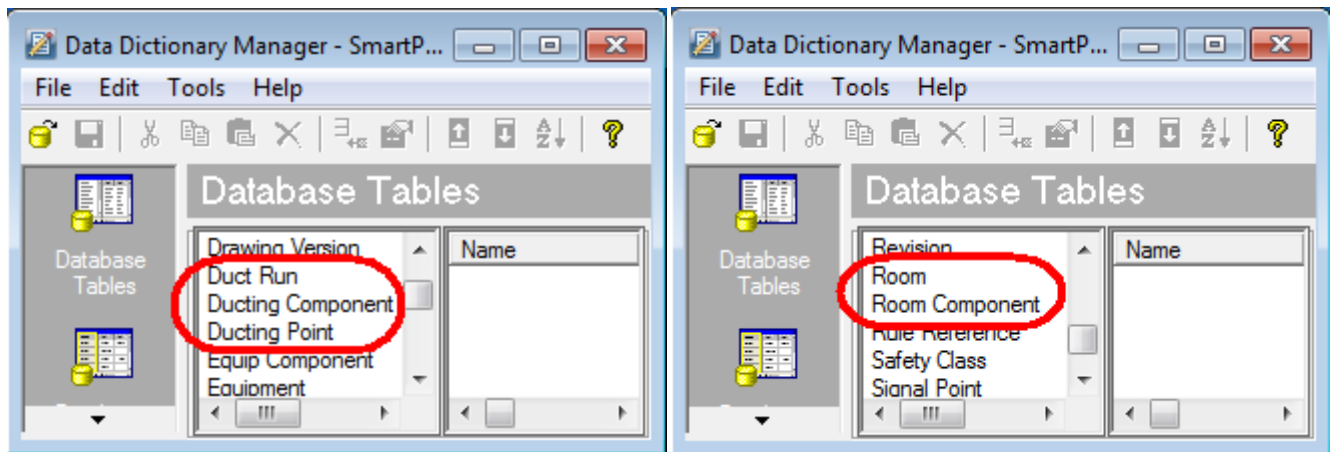 Data Dictionary Manager - SmartP...
File Edit Tools Help
Database Tables
Database
Tables
Drawing Version
Duct Run
Ducting Component
Ducting Point
Equip Component
Equipment
Name
Data Dictionary Manager - SmartP...
File Edit Tools Help
Database Tables
Database
Tables
Revision
Room
Room Component
Rule Reference
Safety Class
Signal Point
Name